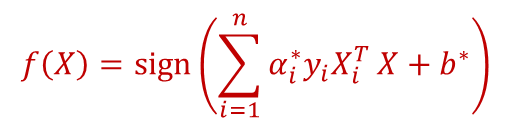 f(X) = sign(∑_{i=1}^{n} α_i^* y_i X_i^T X + b^*)